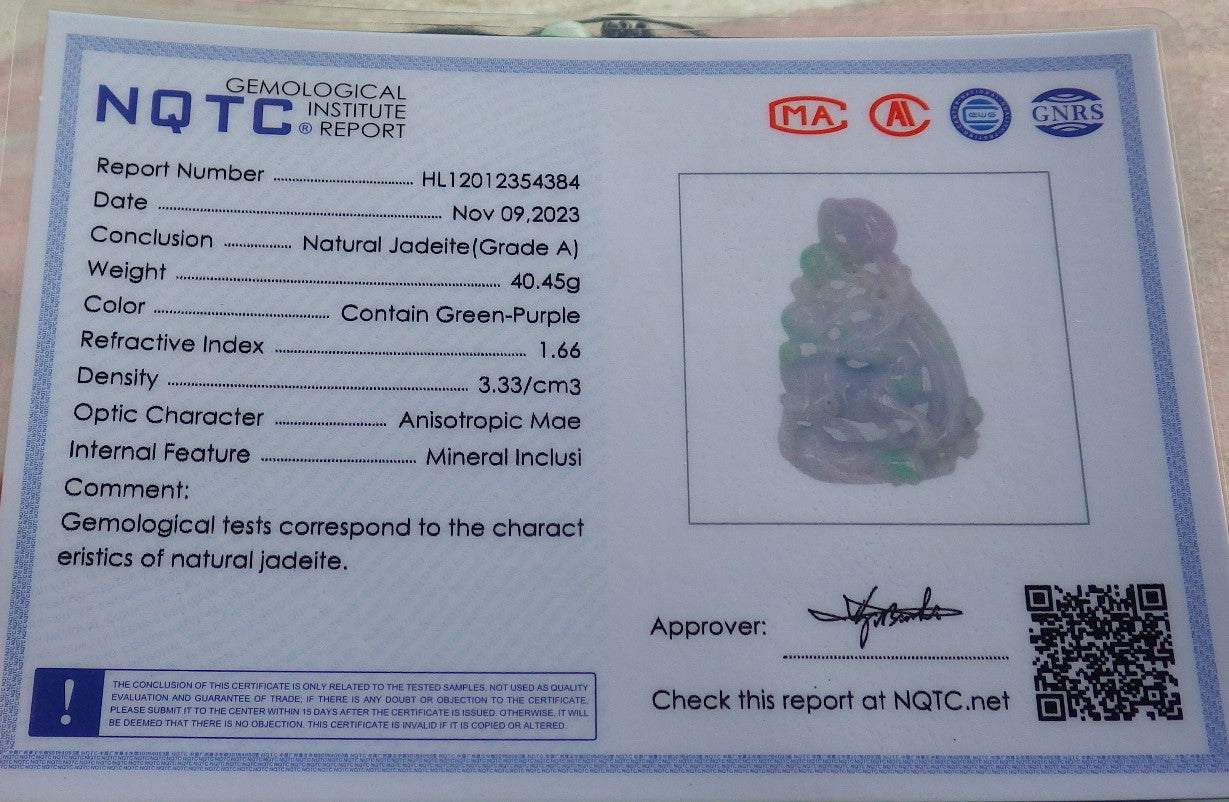 NQTC ® GEMOLOGICAL
INSTITUTE
REPORT
MA
GNRS
Report Number HL12012354384
Date Nov 09,2023
Conclusion Natural Jadeite(Grade A)
Weight 40.45g
Color Contain Green-Purple
Refractive Index 1.66
Density 3.33/cm3
Optic Character Anisotropic Mae
Internal Feature Mineral Inclusi
Comment:
Gemological tests correspond to the charact
eristics of natural jadeite.
Approver:
Check this report at NQTC.net
!
THE CONCLUSION OF THIS CERTIFICATE IS ONLY RELATED TO THE TESTED SAMPLES, NOT USED AS QUALITY
EVALUATION AND GUARANTEE OF TRADE; IF THERE IS ANY DOUBT OR OBJECTION TO THE CERTIFICATE,
PLEASE SUBMIT IT TO THE CENTER WITHIN 15 DAYS AFTER THE CERTIFICATE IS ISSUED. OTHERWISE, IT WILL
BE DEEMED THAT THERE IS NO OBJECTION. THIS CERTIFICATE IS INVALID IF IT IS COPIED OR ALTERED.